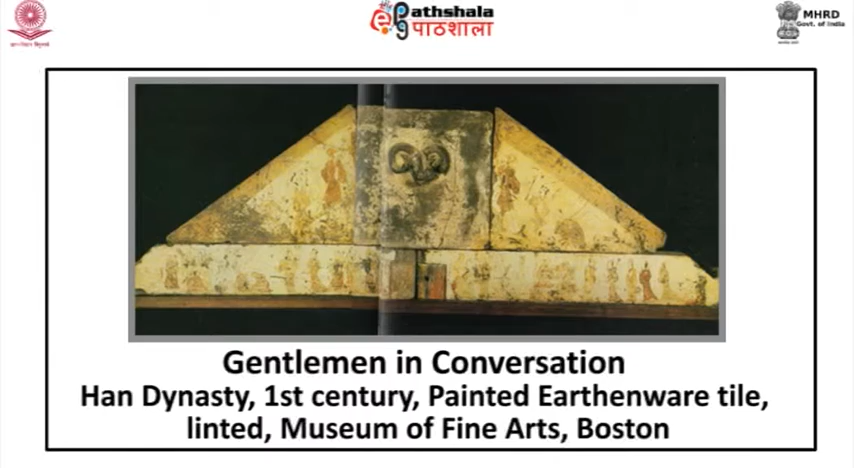 epathshala
पाठशाला
MHRD
Govt. of India
Gentlemen in Conversation
Han Dynasty, 1st century, Painted Earthenware tile,
linted, Museum of Fine Arts, Boston